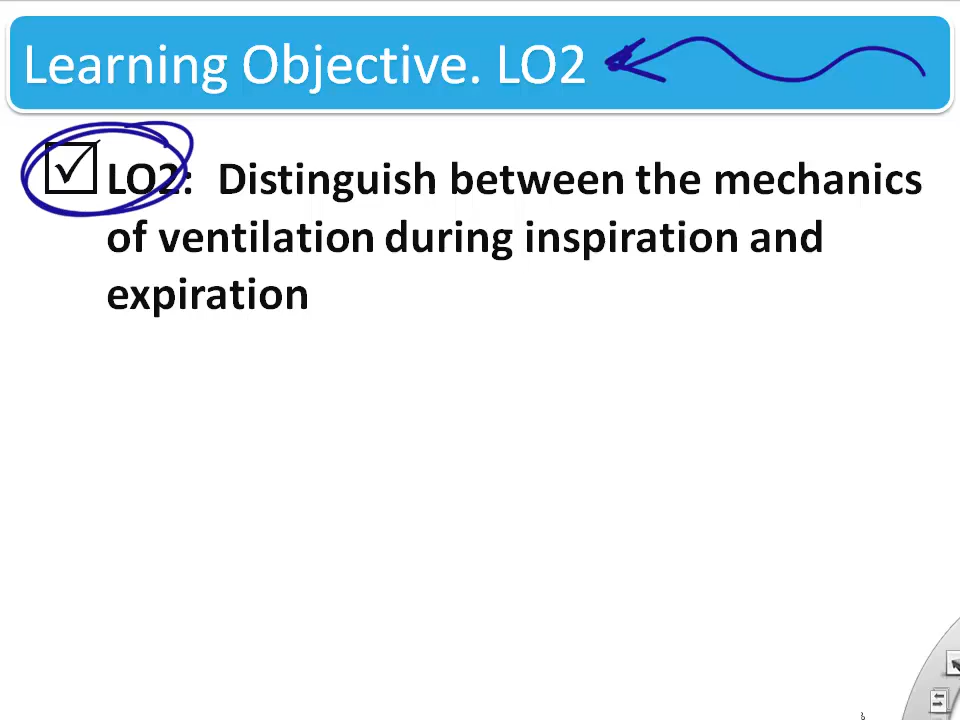 Learning Objective. LO2
LO2: Distinguish between the mechanics
of ventilation during inspiration and
expiration